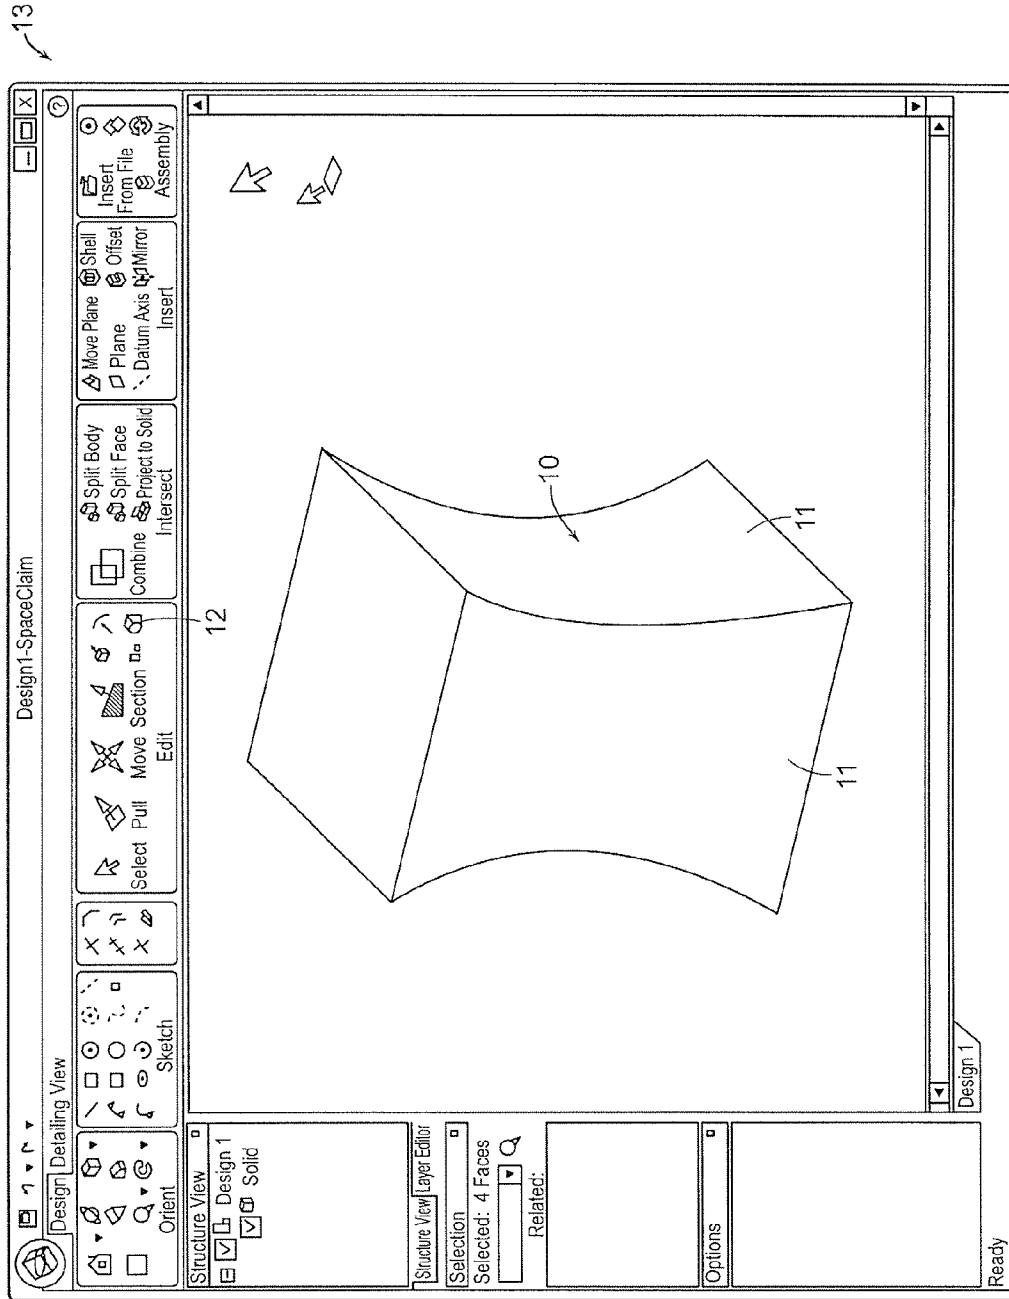 13
Design1-SpaceClaim
Design Detailing View
Orient
Sketch
Select Pull Move Section
Edit
Combine
Split Body
Split Face
Project to Solid
Intersect
Move Plane Shell
Plane Offset
Datum Axis Mirror
Insert
Insert
From File
Assembly
12
Structure View
Design 1
Solid
Structure View Layer Editor
Selection
Selected: 4 Faces
Related:
Options
10
11
11
Design 1
Ready